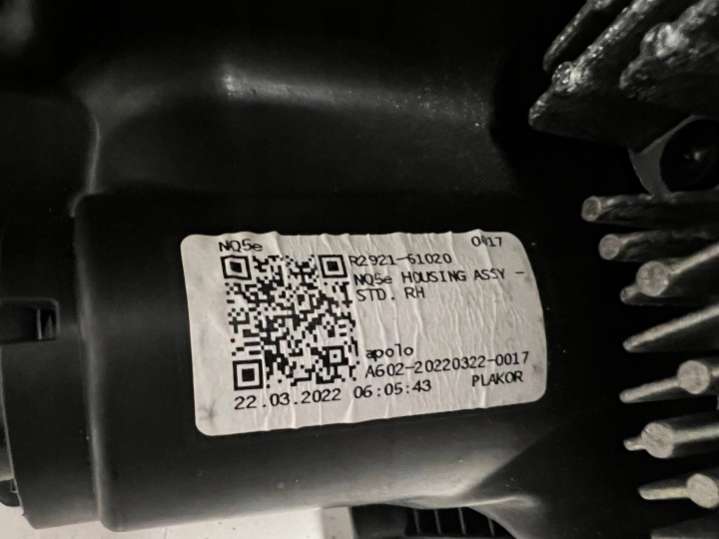 NQ5e 0017
R2921-61020
NQ5e HOUSING ASSY -
STD. RH
apolo
A602-20220322-0017
22.03.2022 06:05:43 PLAKOR